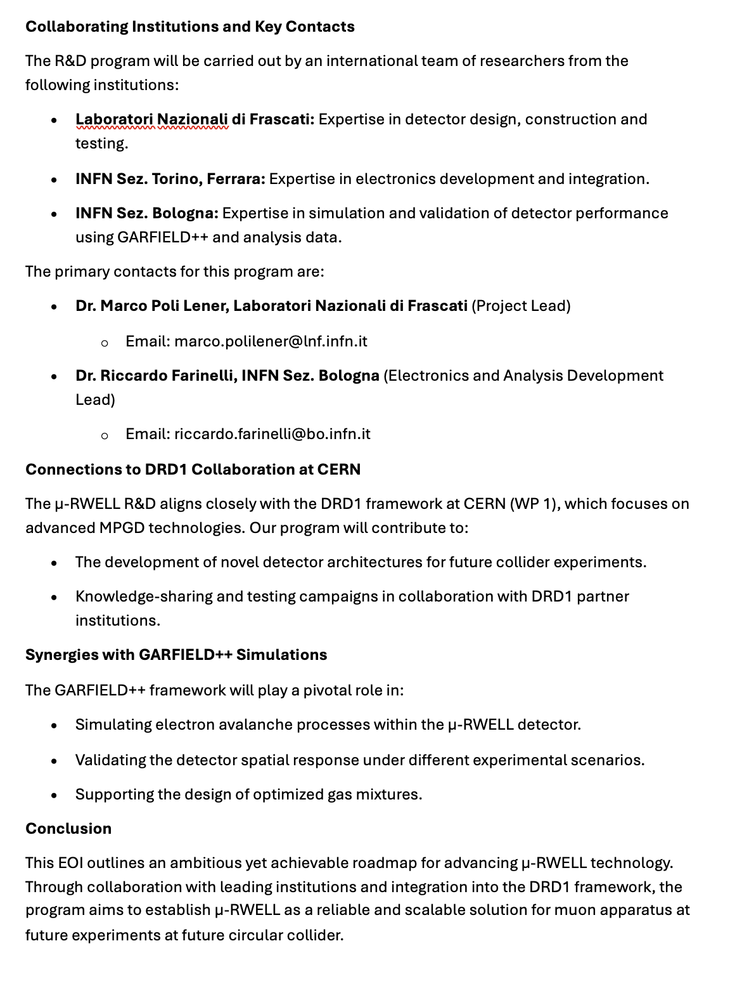 Collaborating Institutions and Key Contacts
The R&D program will be carried out by an international team of researchers from the
following institutions:
• Laboratori Nazionali di Frascati: Expertise in detector design, construction and
testing.
• INFN Sez. Torino, Ferrara: Expertise in electronics development and integration.
• INFN Sez. Bologna: Expertise in simulation and validation of detector performance
using GARFIELD++ and analysis data.
The primary contacts for this program are:
• Dr. Marco Poli Lener, Laboratori Nazionali di Frascati (Project Lead)
o Email: marco.polilener@lnf.infn.it
• Dr. Riccardo Farinelli, INFN Sez. Bologna (Electronics and Analysis Development
Lead)
o Email: riccardo.farinelli@bo.infn.it
Connections to DRD1 Collaboration at CERN
The μ-RWELL R&D aligns closely with the DRD1 framework at CERN (WP 1), which focuses on
advanced MPGD technologies. Our program will contribute to:
• The development of novel detector architectures for future collider experiments.
• Knowledge-sharing and testing campaigns in collaboration with DRD1 partner
institutions.
Synergies with GARFIELD++ Simulations
The GARFIELD++ framework will play a pivotal role in:
• Simulating electron avalanche processes within the μ-RWELL detector.
• Validating the detector spatial response under different experimental scenarios.
• Supporting the design of optimized gas mixtures.
Conclusion
This EOI outlines an ambitious yet achievable roadmap for advancing μ-RWELL technology.
Through collaboration with leading institutions and integration into the DRD1 framework, the
program aims to establish μ-RWELL as a reliable and scalable solution for muon apparatus at
future experiments at future circular collider.